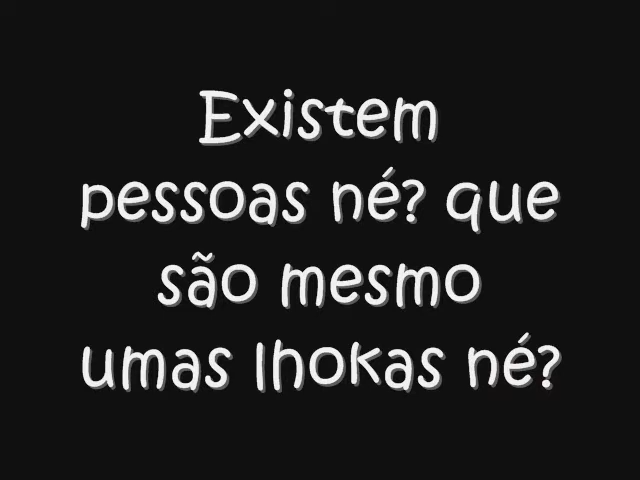 Existem
pessoas né? que
são mesmo
umas lhokas né?